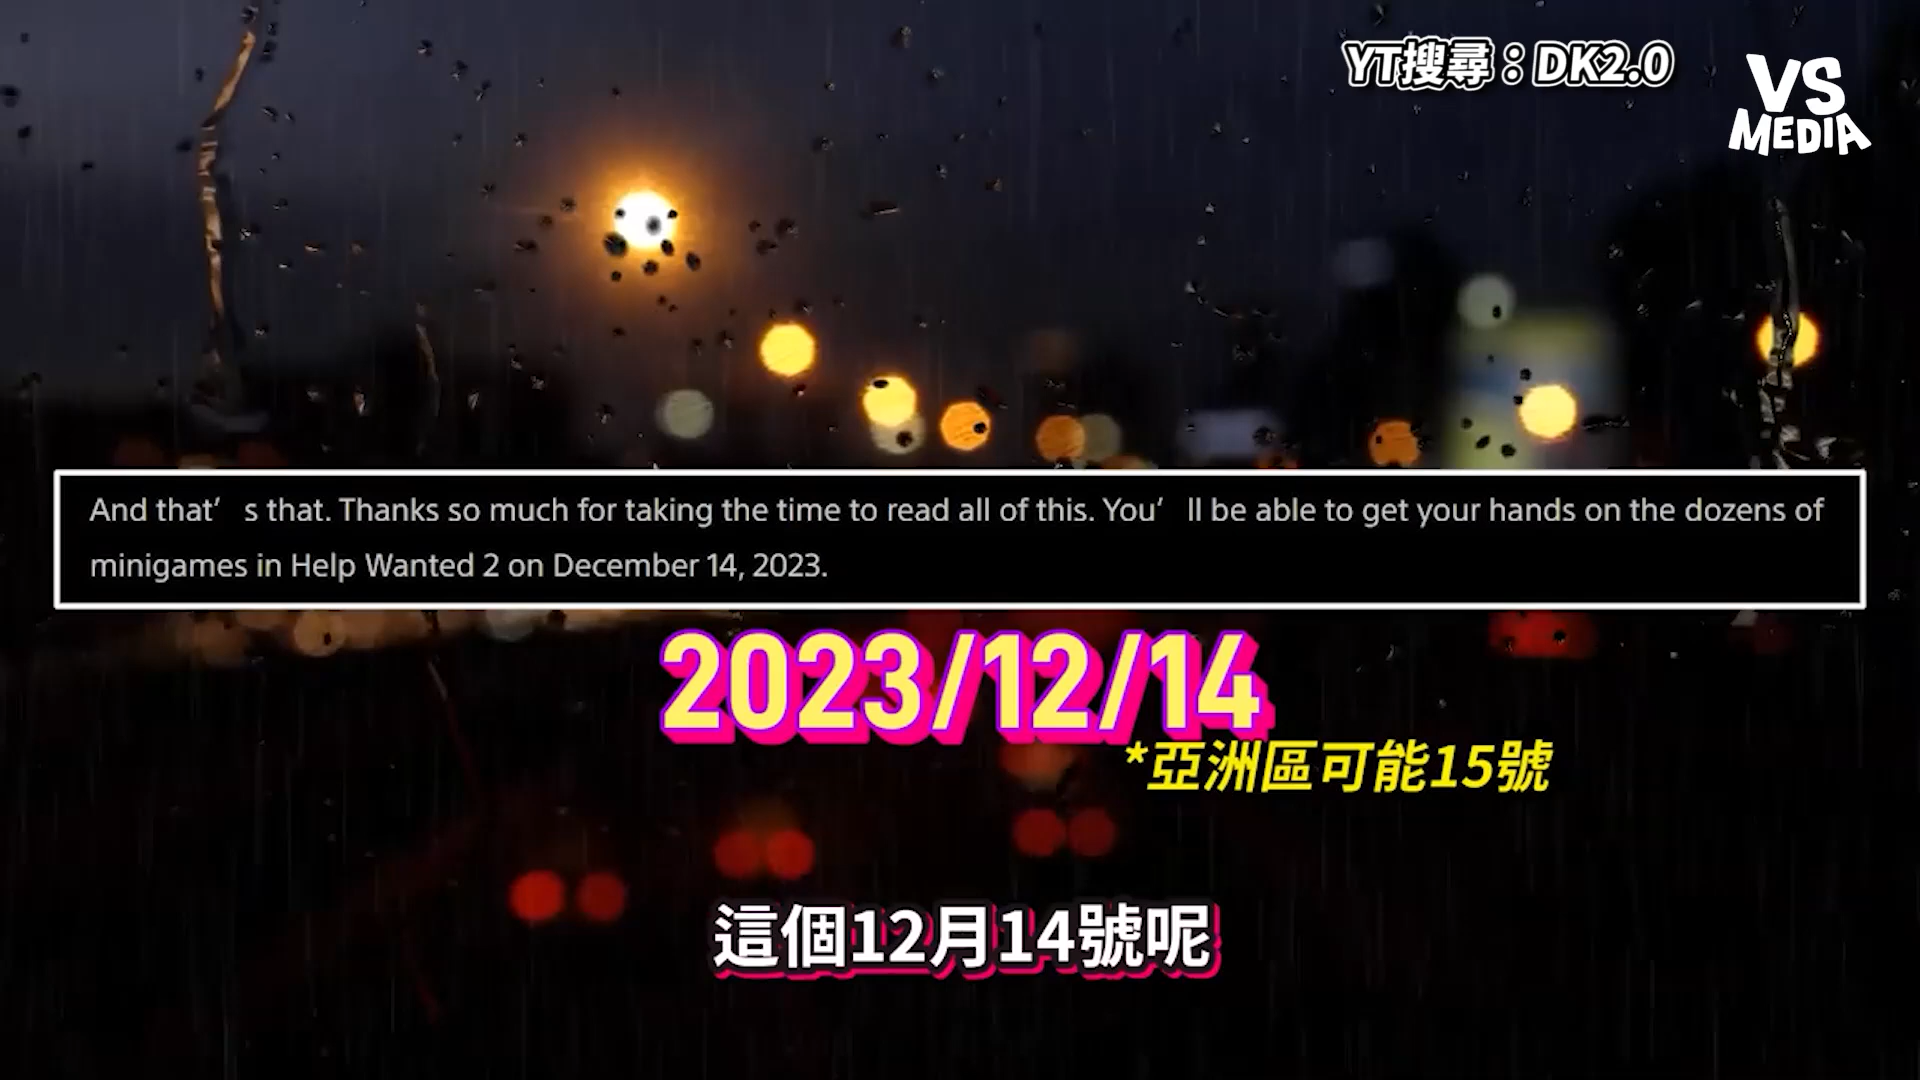 YT搜尋：DK2.0
VS
MEDIA
And that’ s that. Thanks so much for taking the time to read all of this. You’ ll be able to get your hands on the dozens of
minigames in Help Wanted 2 on December 14, 2023.
2023/12/14
*亞洲區可能15號
這個12月14號呢